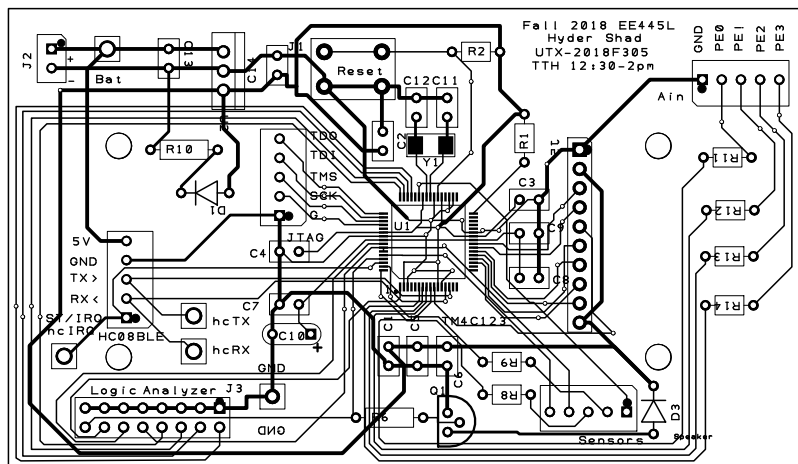 Fall 2018 EE445L
Hyder Shad
UTX-2018F305
TTH 12:30-2pm
GND PE0 PE1 PE2 PE3
Ain
J2
+
-
Bat
C13
C14
J1
Reset
R2
C12 C11
C2
Y1
R1
R10
D1
TDO
TDI
TMS
SCK
G
JTAG
U1
C3
C9
C8
R11
R12
R13
R14
5V
GND
TX >
RX <
ST/IRQ
hcIRQ
HC08BLE
hcTX
hcRX
C4
C7
C10
+
TM4C123
GND
Logic Analyzer
J3
GND
R6
Q1
C6
R9
R8
Sensors
D3
Speaker